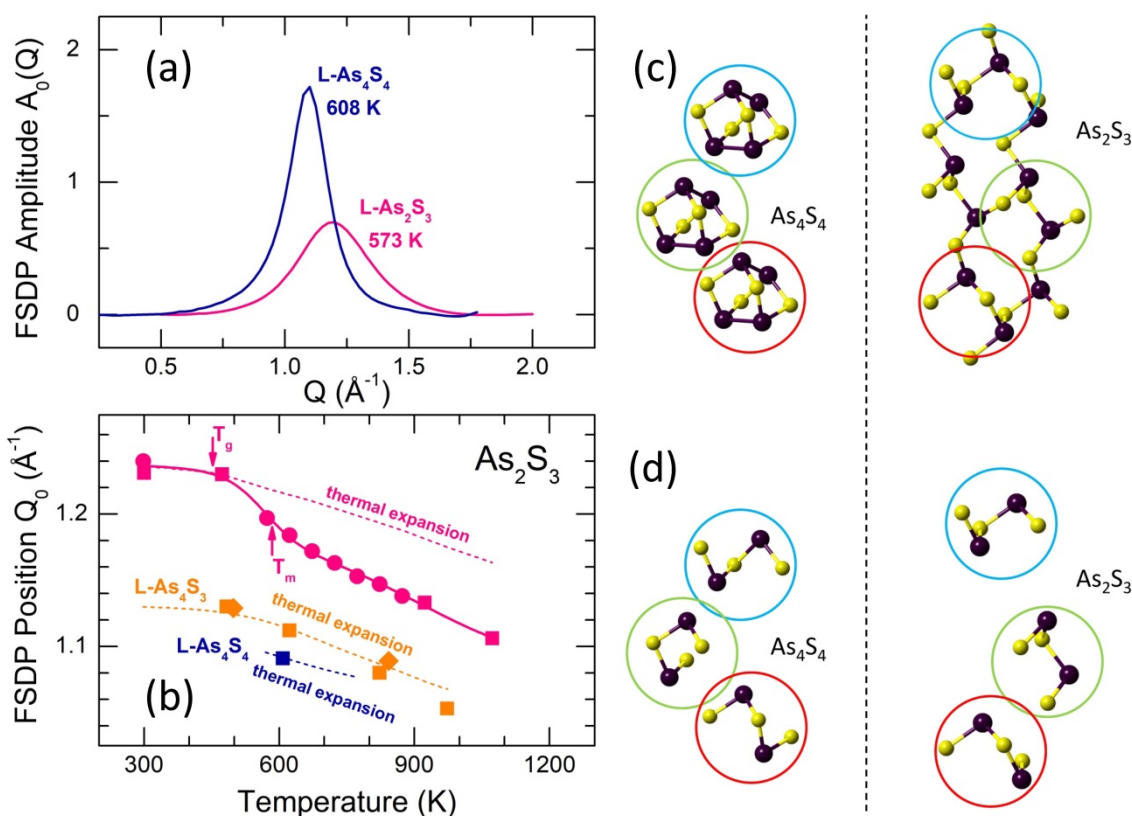 (a)
FSDP Amplitude A₀(Q)
2
1
0
L-As₄S₄
608 K
L-As₂S₃
573 K
0.5
1.0
1.5
2.0
Q (Å⁻¹)
(b)
FSDP Position Q₀ (Å⁻¹)
1.2
1.1
T_g
As₂S₃
thermal expansion
T_m
L-As₄S₃
thermal expansion
L-As₄S₄
thermal expansion
300
600
900
1200
Temperature (K)
(c)
As₄S₄
As₂S₃
(d)
As₄S₄
As₂S₃